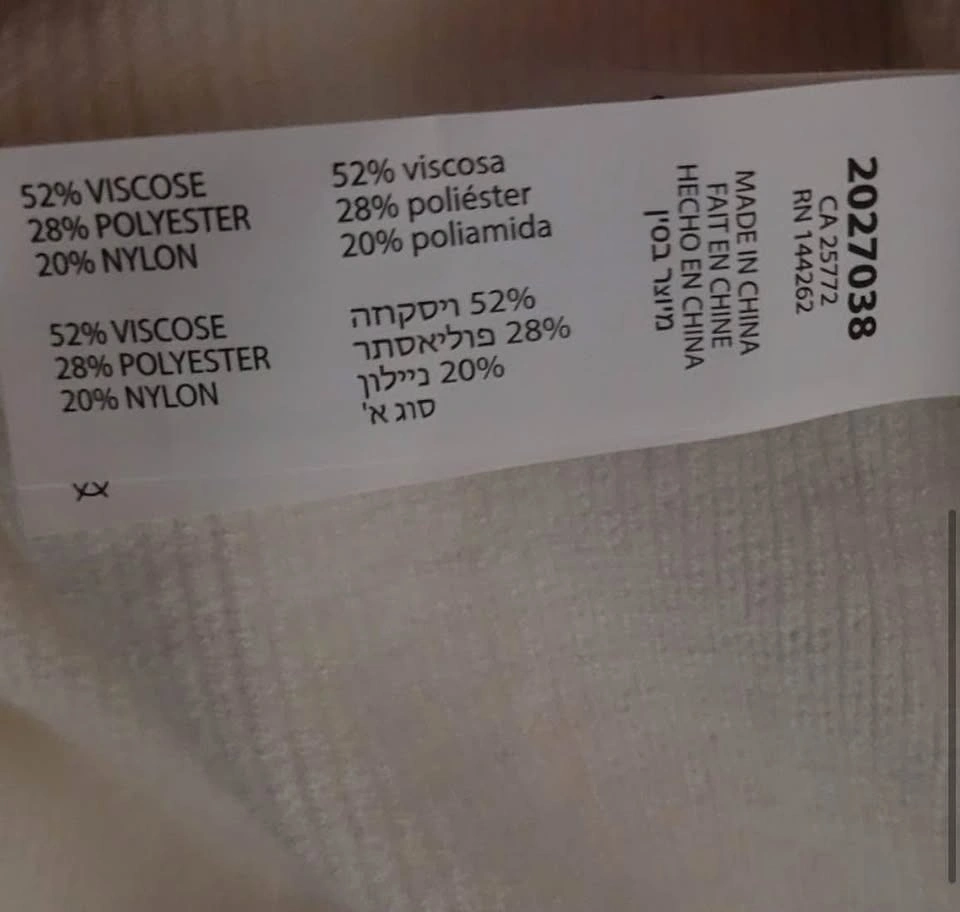 52% VISCOSE
28% POLYESTER
20% NYLON
52% VISCOSE
28% POLYESTER
20% NYLON
XX
52% viscosa
28% poliéster
20% poliamida
52% ויסקחה
28% פוליאסתר
20% ניילון
סוג א'
2027038
CA 25772
RN 144262
MADE IN CHINA
FAIT EN CHINE
HECHO EN CHINA
מיוצר בסין